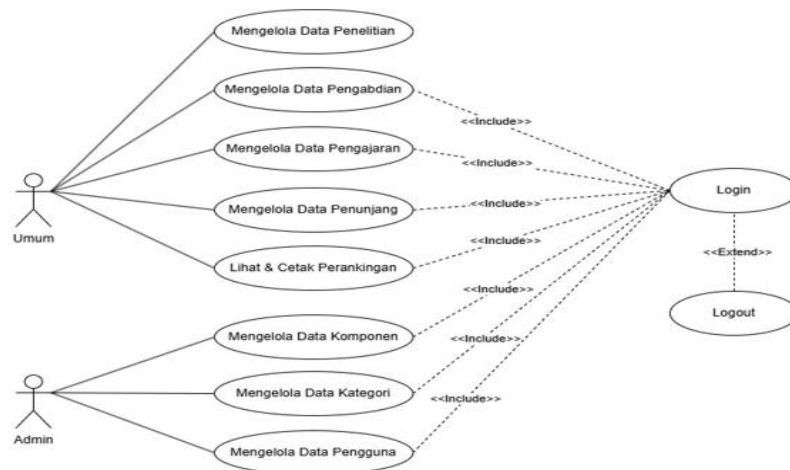 Mengelola Data Penelitian
Mengelola Data Pengabdian
<<Include>>
Mengelola Data Pengajaran
<<Include>>
Login
Mengelola Data Penunjang
<<Include>>
Umum
<<Include>>
<<Extend>>
Lihat & Cetak Perankingan
<<Include>>
Logout
Mengelola Data Komponen
<<Include>>
Mengelola Data Kategori
<<Include>>
Admin
Mengelola Data Pengguna